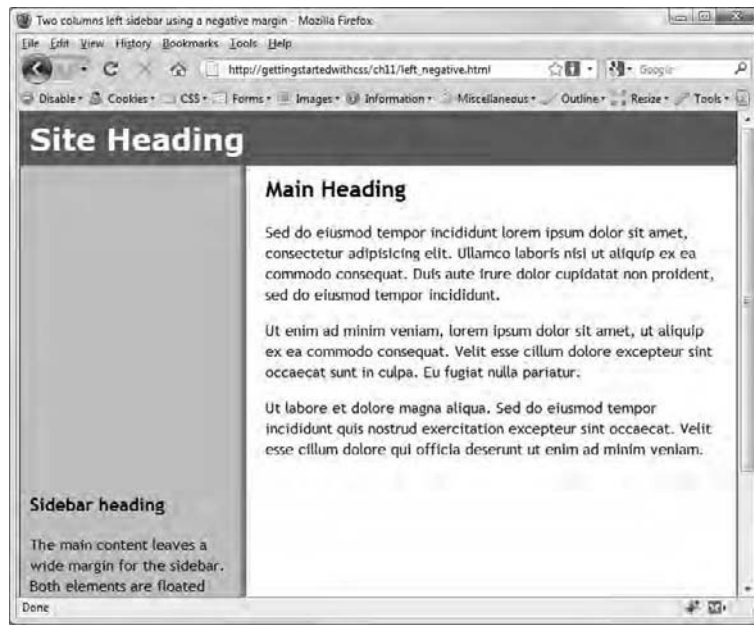 Two columns left sidebar using a negative margin - Mozilla Firefox
File Edit View History Bookmarks Tools Help
http://gettingstartedwithcss/ch11/left_negative.html
Google
Disable Cookies CSS Forms Images Information Miscellaneous Outline Resize Tools
Site Heading
Main Heading
Sed do eiusmod tempor incididunt lorem ipsum dolor sit amet,
consectetur adipisicing elit. Ullamco laboris nisi ut aliquip ex ea
commodo consequat. Duis aute irure dolor cupidatat non proident,
sed do eiusmod tempor incididunt.
Ut enim ad minim veniam, lorem ipsum dolor sit amet, ut aliquip
ex ea commodo consequat. Velit esse cillum dolore excepteur sint
occaecat sunt in culpa. Eu fugiat nulla pariatur.
Ut labore et dolore magna aliqua. Sed do eiusmod tempor
incididunt quis nostrud exercitation excepteur sint occaecat. Velit
esse cillum dolore qui officia deserunt ut enim ad minim veniam.
Sidebar heading
The main content leaves a
wide margin for the sidebar.
Both elements are floated
Done